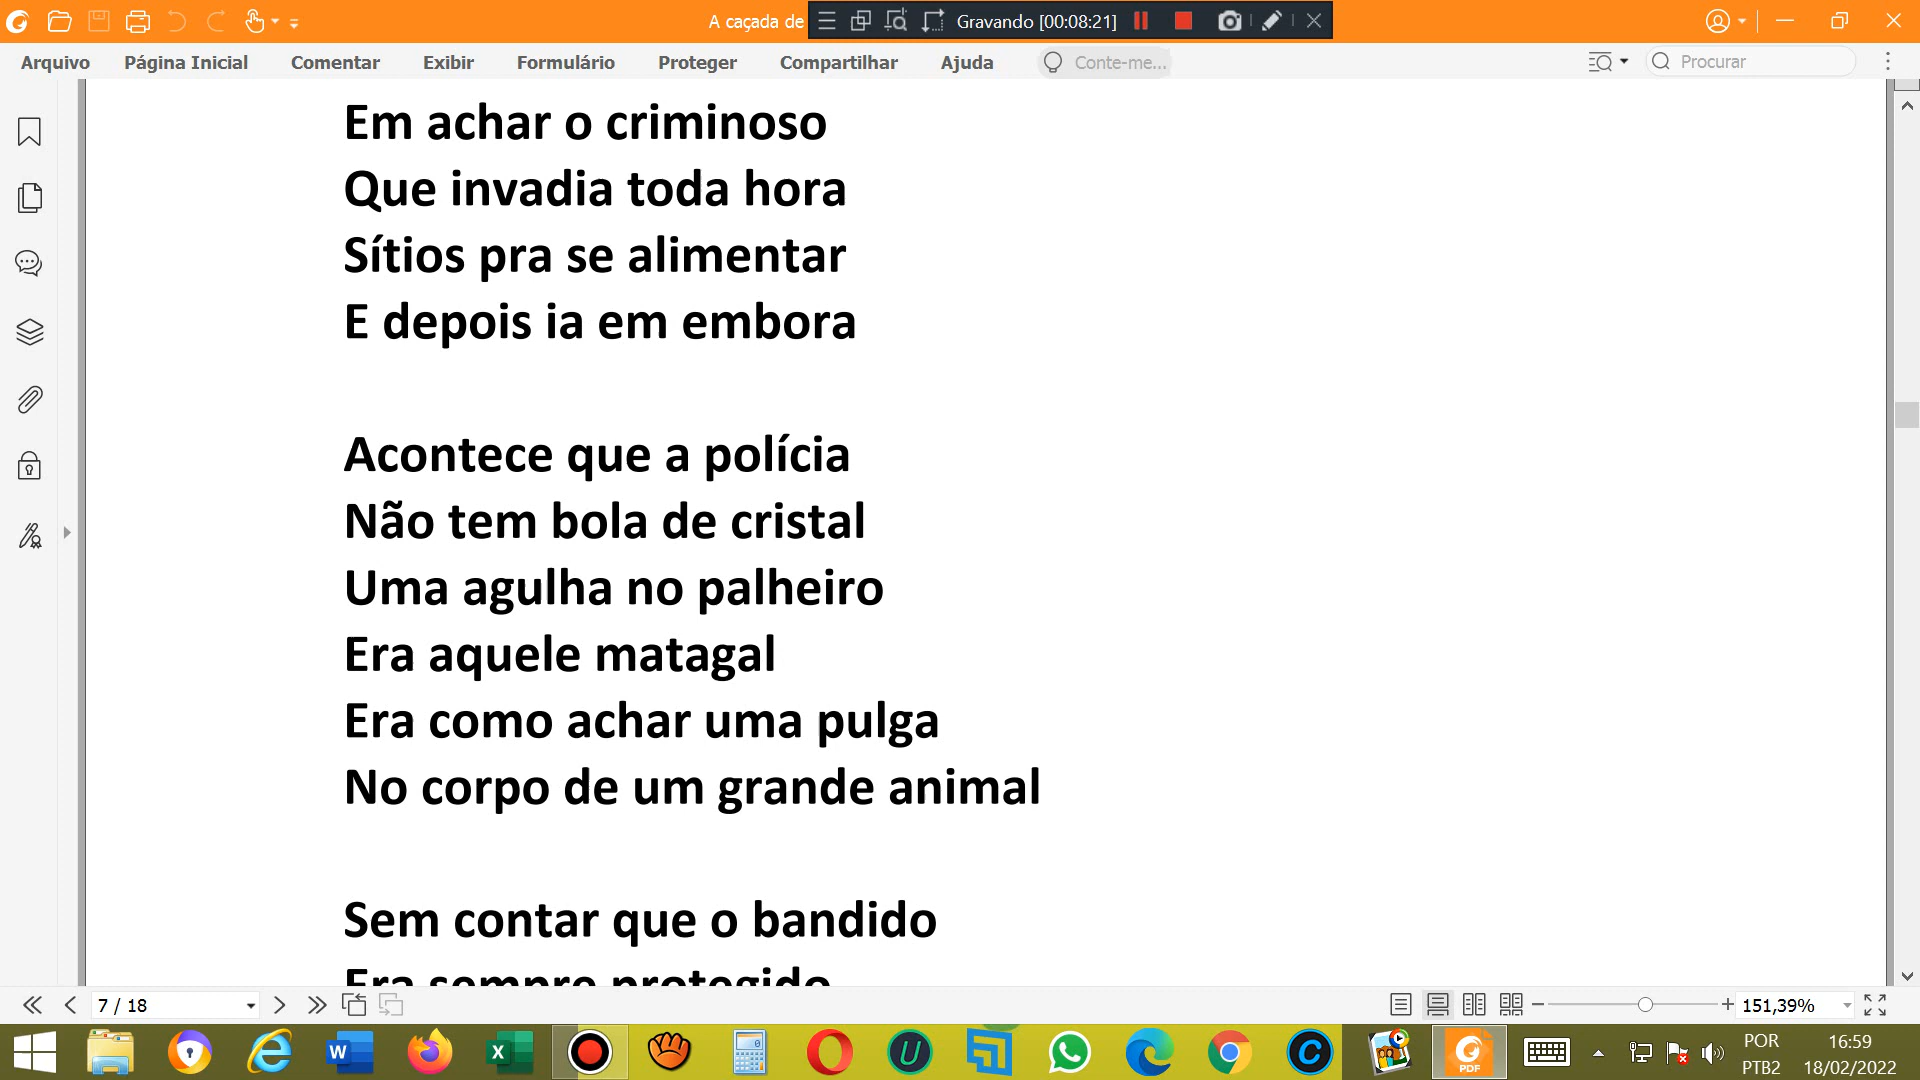 A caçada de
Gravando [00:08:21]
Arquivo Página Inicial Comentar Exibir Formulário Proteger Compartilhar Ajuda Conte-me... Procurar
Em achar o criminoso
Que invadia toda hora
Sítios pra se alimentar
E depois ia em embora
Acontece que a polícia
Não tem bola de cristal
Uma agulha no palheiro
Era aquele matagal
Era como achar uma pulga
No corpo de um grande animal
Sem contar que o bandido
Era sempre protegido
7 / 18
151,39%
POR 16:59
PTB2 18/02/2022